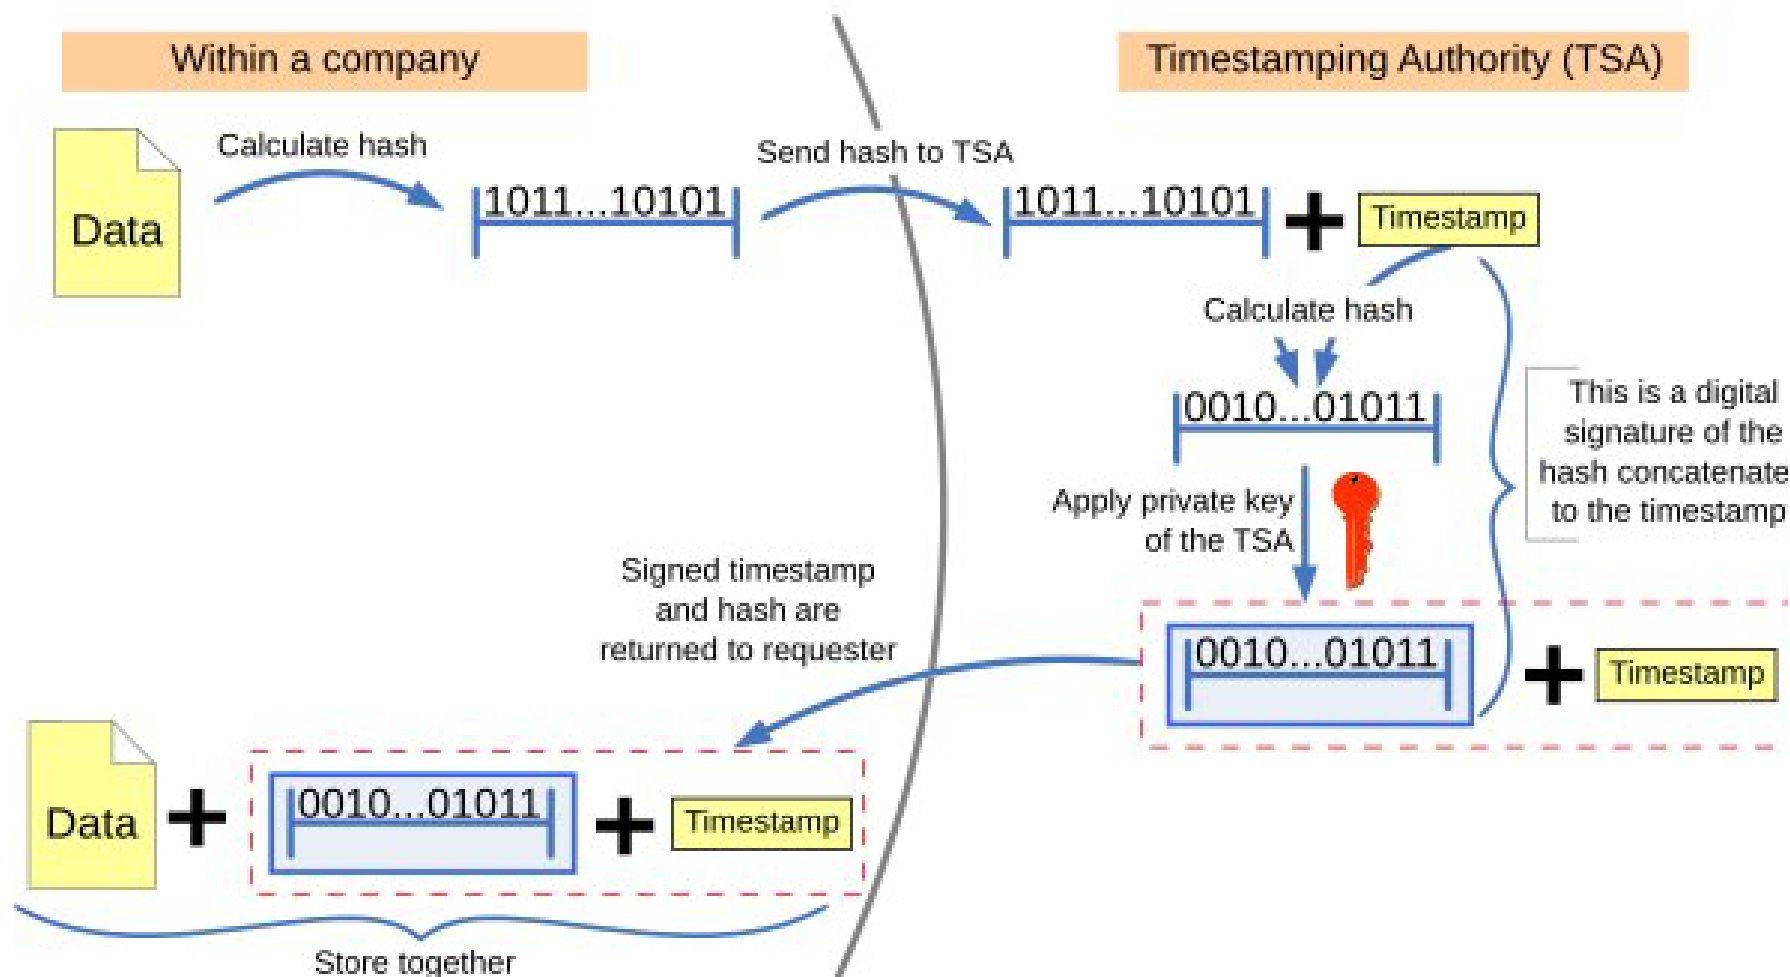 Within a company
Timestamping Authority (TSA)
Data
Calculate hash
1011...10101
Send hash to TSA
1011...10101
Timestamp
Calculate hash
0010...01011
This is a digital
signature of the
hash concatenate
to the timestamp
Apply private key
of the TSA
Signed timestamp
and hash are
returned to requester
0010...01011
Timestamp
Data
0010...01011
Timestamp
Store together